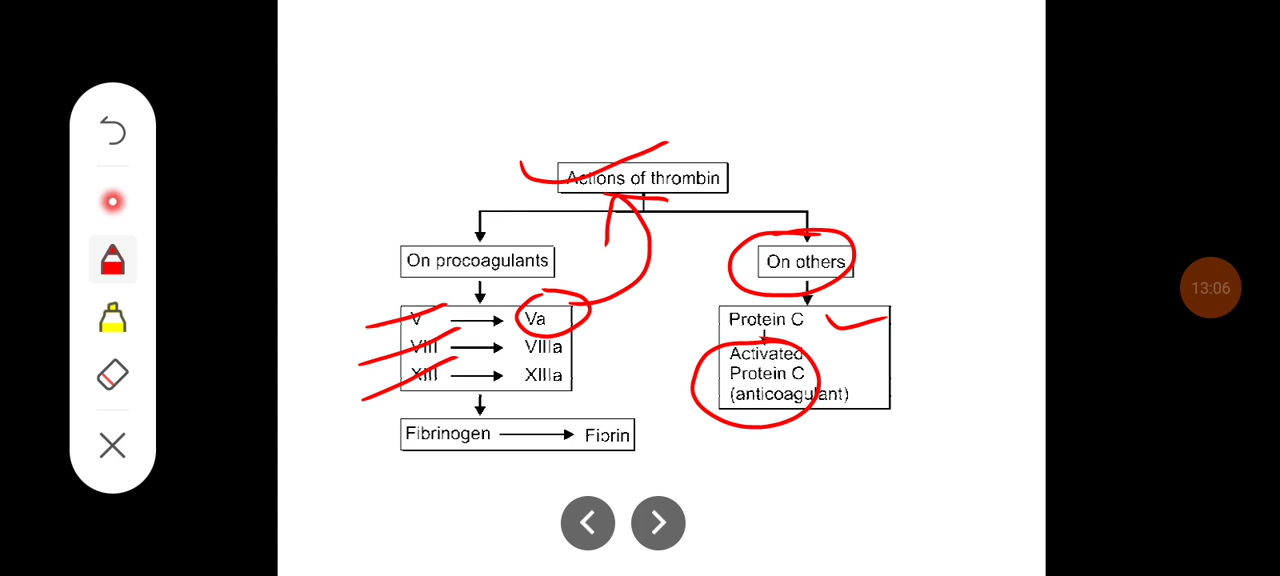 Actions of thrombin
On procoagulants
On others
V Va
VIII VIIIa
XIII XIIIa
Fibrinogen Fibrin
Protein C
Activated
Protein C
(anticoagulant)
13:06